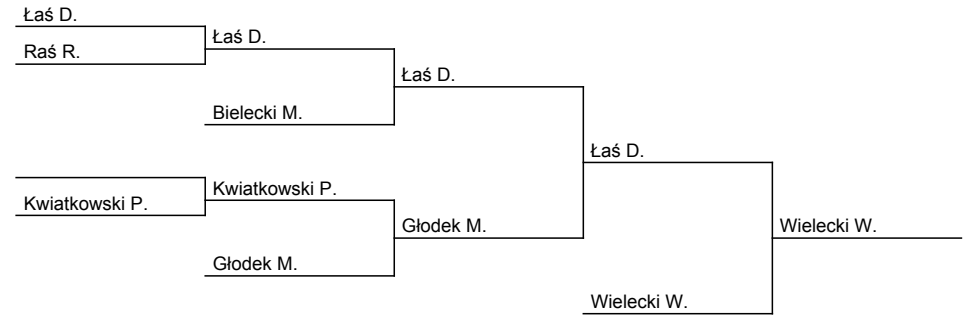 Łaś D.
Raś R.
Łaś D.
Bielecki M.
Łaś D.
Kwiatkowski P.
Kwiatkowski P.
Głodek M.
Głodek M.
Łaś D.
Wielecki W.
Wielecki W.